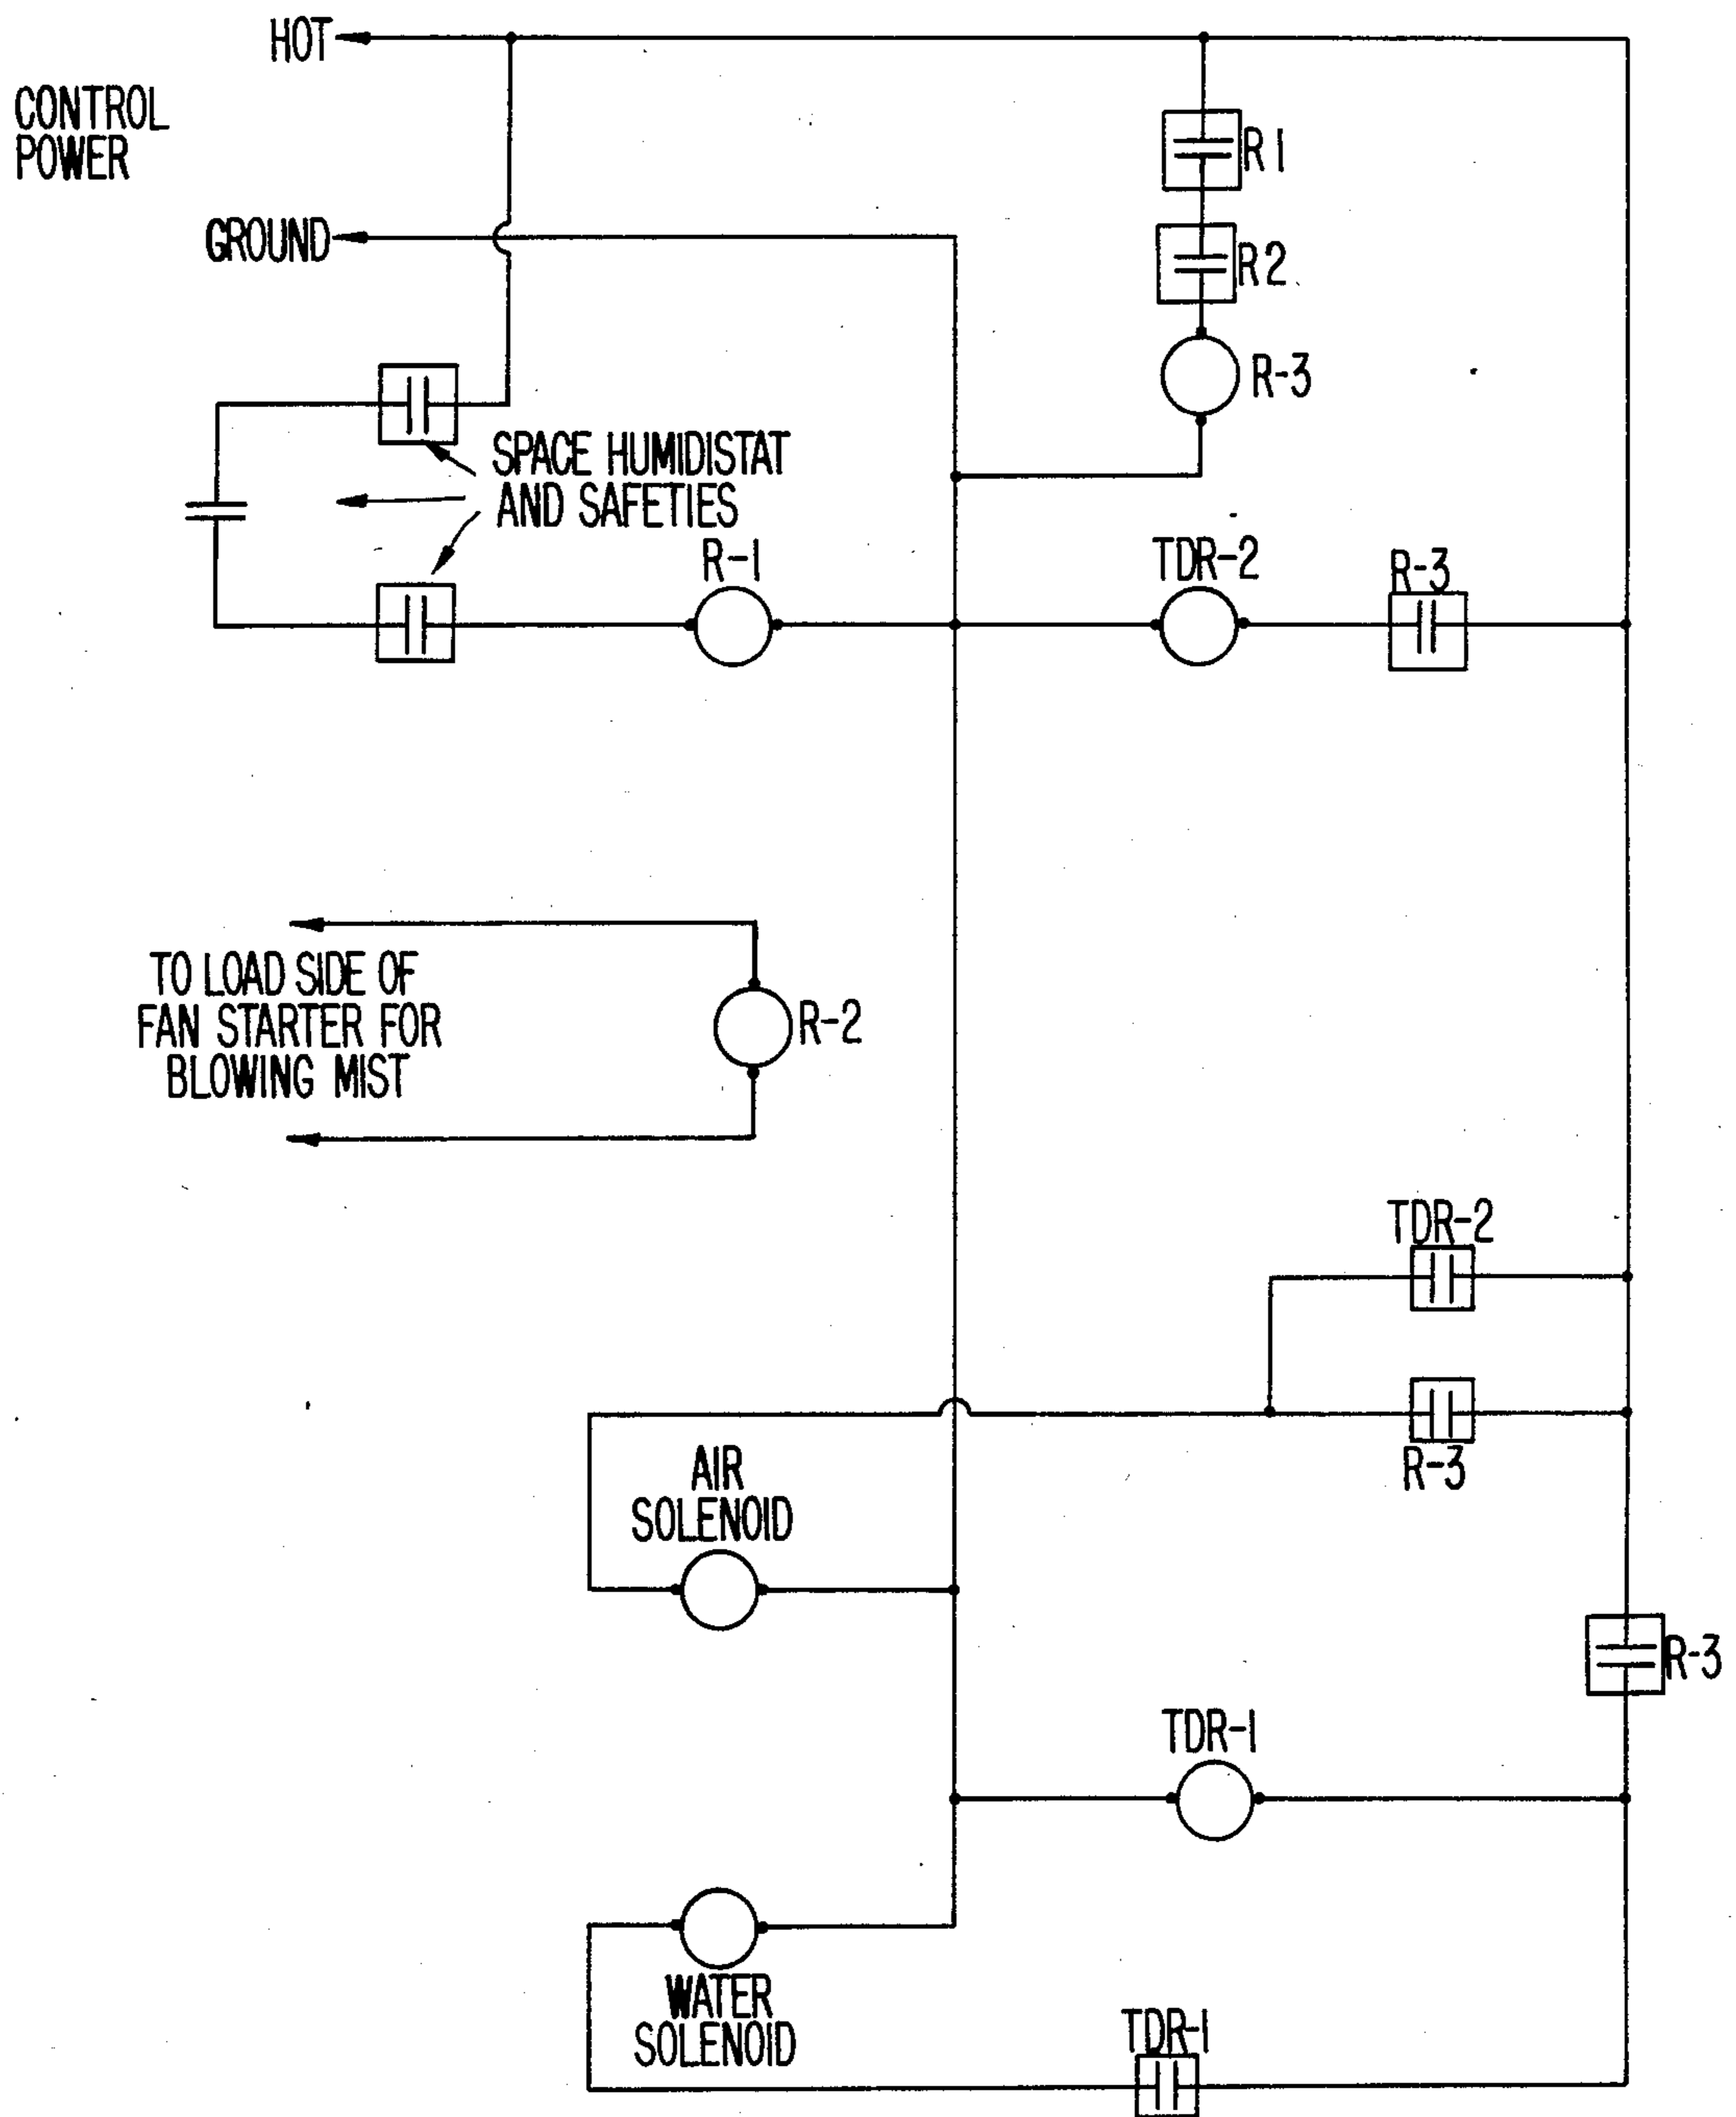 HOT
CONTROL
POWER
R1
GROUND
R2
R-3
SPACE HUMIDISTAT
AND SAFETIES
R-1
TDR-2
R-3
TO LOAD SIDE OF
FAN STARTER FOR
BLOWING MIST
R-2
TDR-2
R-3
AIR
SOLENOID
R-3
TDR-1
WATER
SOLENOID
TDR-1